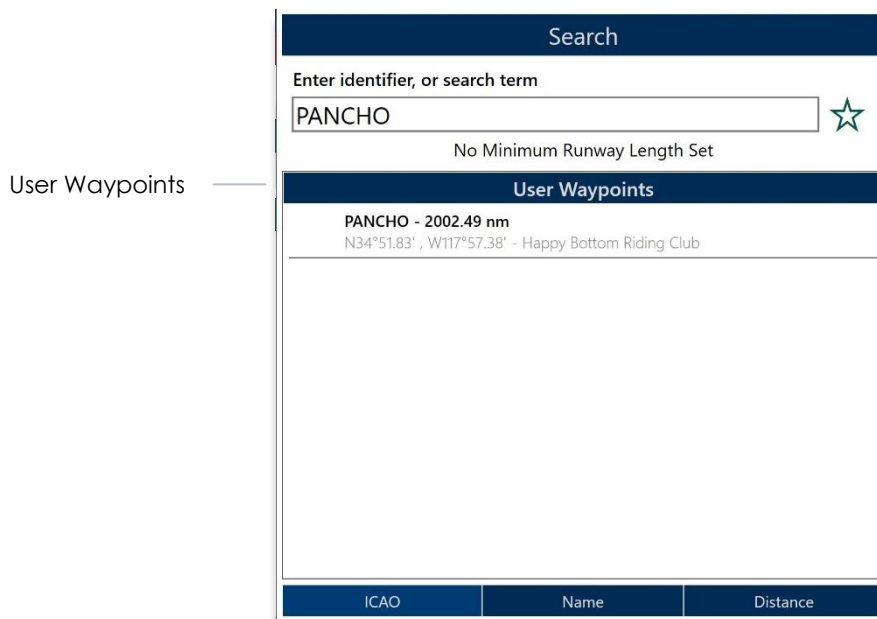 Search
Enter identifier, or search term
PANCHO
No Minimum Runway Length Set
User Waypoints
User Waypoints
PANCHO - 2002.49 nm
N34°51.83' , W117°57.38' - Happy Bottom Riding Club
ICAO
Name
Distance